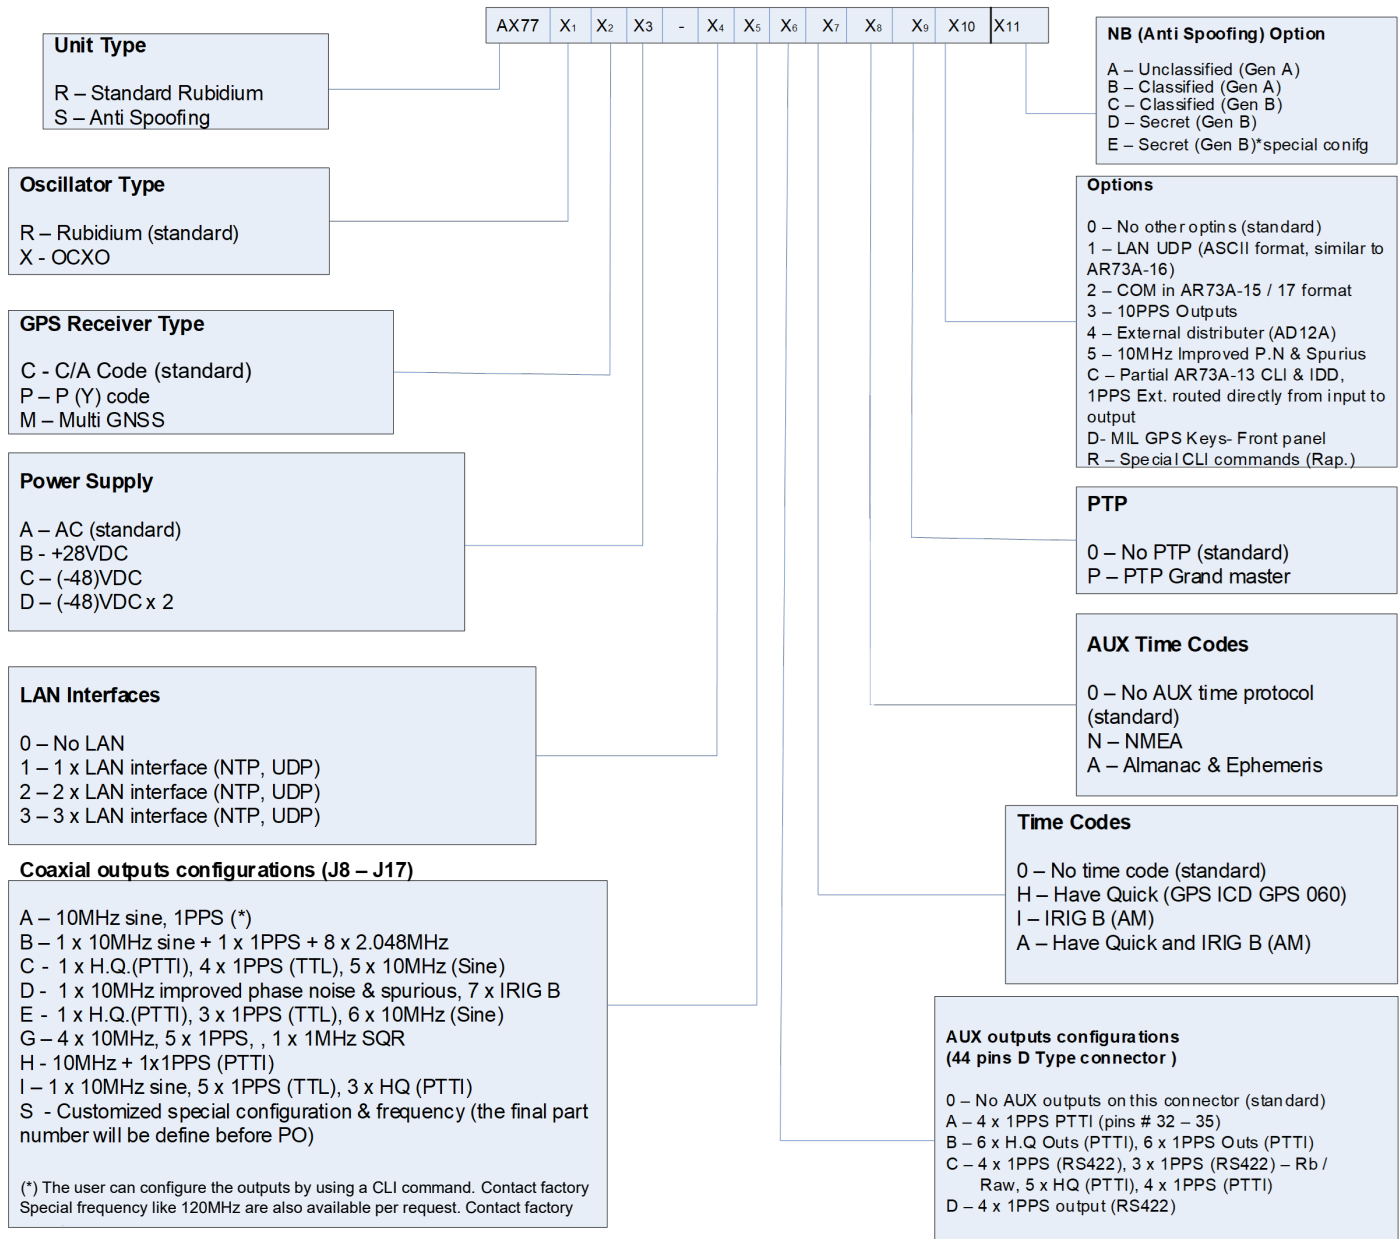 AX77 X1 X2 X3 - X4 X5 X6 X7 X8 X9 X10 X11
Unit Type
R – Standard Rubidium
S – Anti Spoofing
Oscillator Type
R – Rubidium (standard)
X - OCXO
GPS Receiver Type
C - C/A Code (standard)
P – P (Y) code
M – Multi GNSS
Power Supply
A – AC (standard)
B - +28VDC
C – (-48)VDC
D – (-48)VDC x 2
LAN Interfaces
0 – No LAN
1 – 1 x LAN interface (NTP, UDP)
2 – 2 x LAN interface (NTP, UDP)
3 – 3 x LAN interface (NTP, UDP)
Coaxial outputs configurations (J8 – J17)
A – 10MHz sine, 1PPS (*)
B – 1 x 10MHz sine + 1 x 1PPS + 8 x 2.048MHz
C - 1 x H.Q.(PTTI), 4 x 1PPS (TTL), 5 x 10MHz (Sine)
D - 1 x 10MHz improved phase noise & spurious, 7 x IRIG B
E - 1 x H.Q.(PTTI), 3 x 1PPS (TTL), 6 x 10MHz (Sine)
G – 4 x 10MHz, 5 x 1PPS, , 1 x 1MHz SQR
H - 10MHz + 1x1PPS (PTTI)
I – 1 x 10MHz sine, 5 x 1PPS (TTL), 3 x HQ (PTTI)
S - Customized special configuration & frequency (the final part
number will be define before PO)
(*) The user can configure the outputs by using a CLI command. Contact factory
Special frequency like 120MHz are also available per request. Contact factory
NB (Anti Spoofing) Option
A – Unclassified (Gen A)
B – Classified (Gen A)
C – Classified (Gen B)
D – Secret (Gen B)
E – Secret (Gen B)*special conifg
Options
0 – No other optins (standard)
1 – LAN UDP (ASCII format, similar to
AR73A-16)
2 – COM in AR73A-15 / 17 format
3 – 10PPS Outputs
4 – External distributer (AD12A)
5 – 10MHz Improved P.N & Spurius
C – Partial AR73A-13 CLI & IDD,
1PPS Ext. routed directly from input to
output
D- MIL GPS Keys- Front panel
R – Special CLI commands (Rap.)
PTP
0 – No PTP (standard)
P – PTP Grand master
AUX Time Codes
0 – No AUX time protocol
(standard)
N – NMEA
A – Almanac & Ephemeris
Time Codes
0 – No time code (standard)
H – Have Quick (GPS ICD GPS 060)
I – IRIG B (AM)
A – Have Quick and IRIG B (AM)
AUX outputs configurations
(44 pins D Type connector )
0 – No AUX outputs on this connector (standard)
A – 4 x 1PPS PTTI (pins # 32 – 35)
B – 6 x H.Q Outs (PTTI), 6 x 1PPS Outs (PTTI)
C – 4 x 1PPS (RS422), 3 x 1PPS (RS422) – Rb /
Raw, 5 x HQ (PTTI), 4 x 1PPS (PTTI)
D – 4 x 1PPS output (RS422)